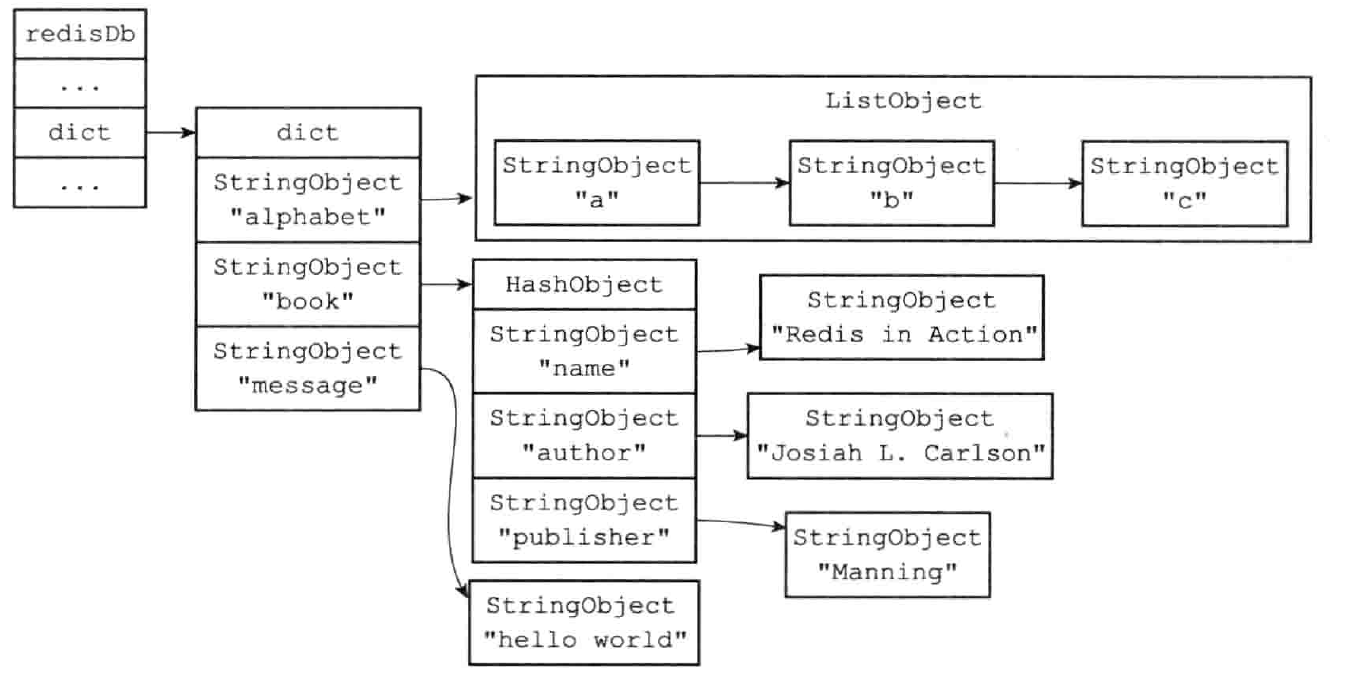 redisDb
...
dict
...
dict
StringObject
"alphabet"
StringObject
"book"
StringObject
"message"
ListObject
StringObject
"a"
StringObject
"b"
StringObject
"c"
HashObject
StringObject
"name"
StringObject
"author"
StringObject
"publisher"
StringObject
"Redis in Action"
StringObject
"Josiah L. Carlson"
StringObject
"Manning"
StringObject
"hello world"